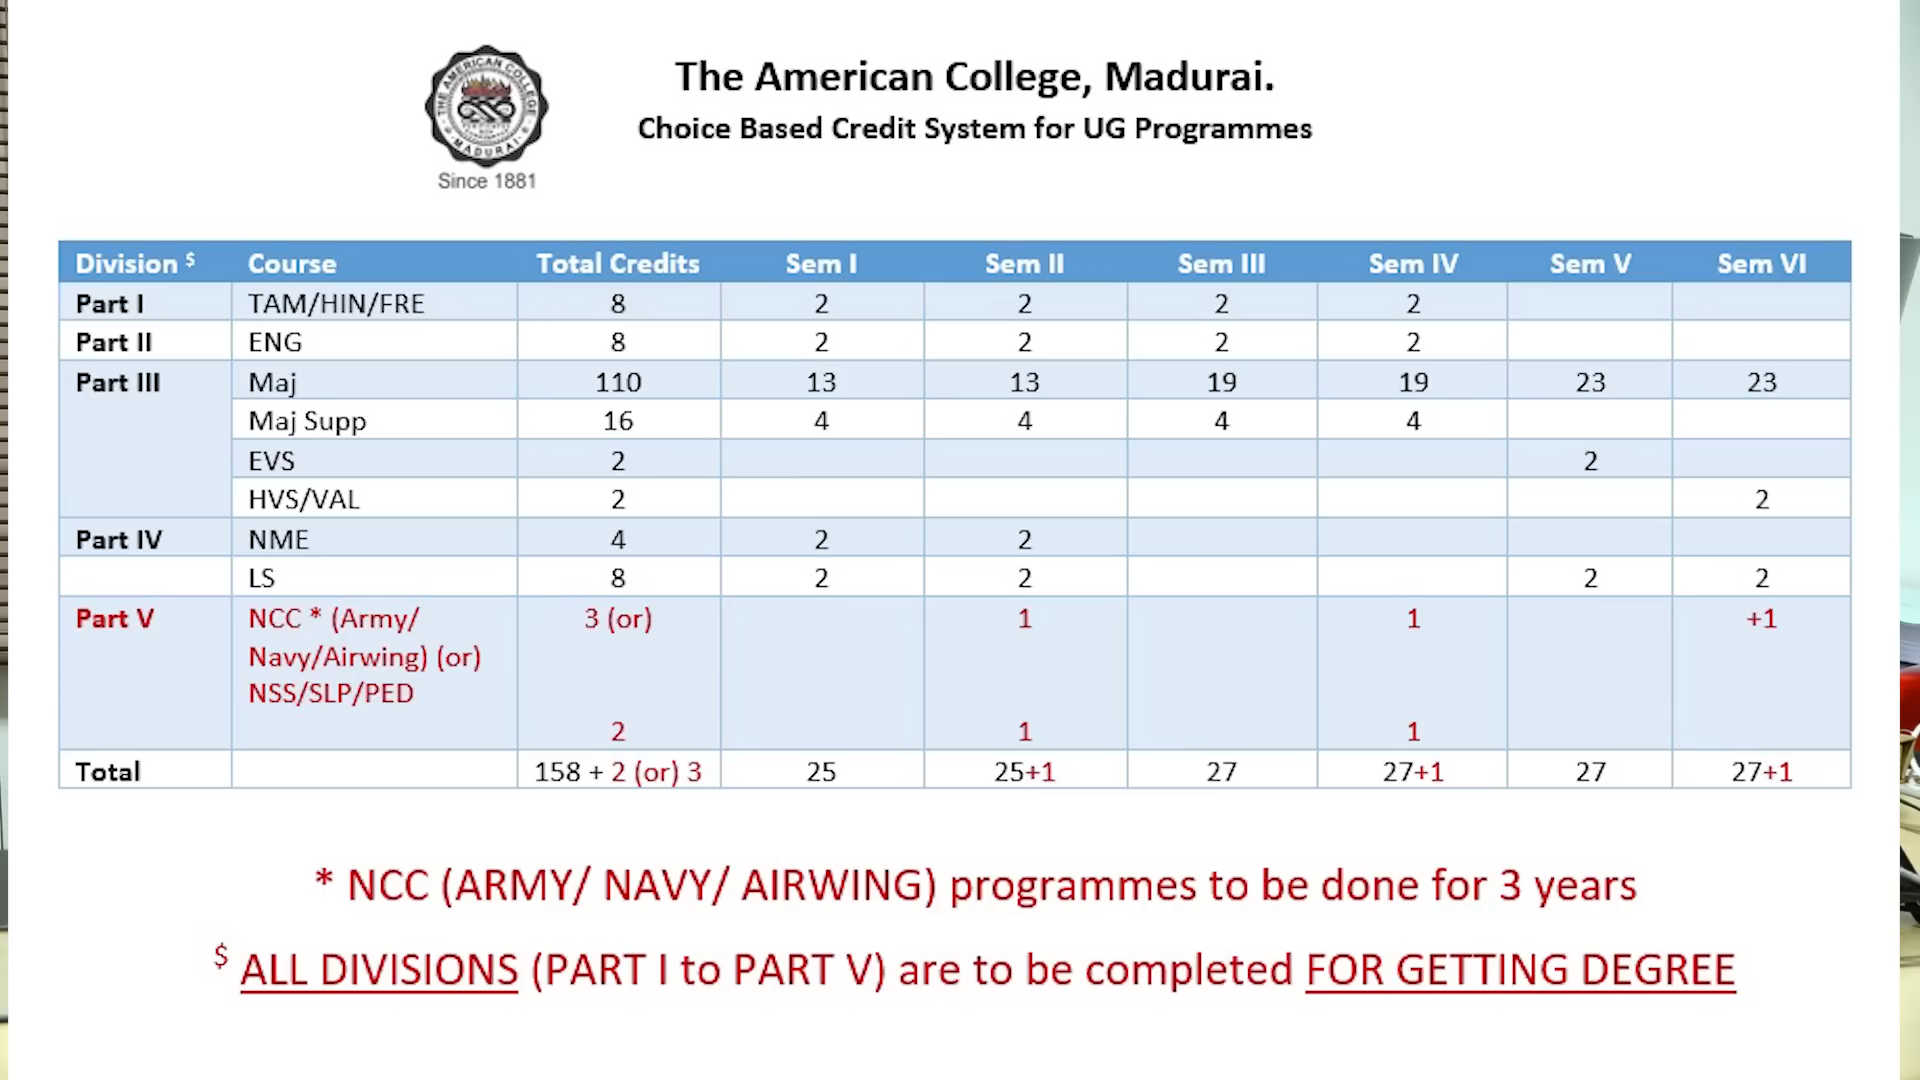 THE AMERICAN COLLEGE
MADURAI
Since 1881
The American College, Madurai.
Choice Based Credit System for UG Programmes
Division $ Course Total Credits Sem I Sem II Sem III Sem IV Sem V Sem VI
Part I TAM/HIN/FRE 8 2 2 2 2
Part II ENG 8 2 2 2 2
Part III Maj 110 13 13 19 19 23 23
Maj Supp 16 4 4 4 4
EVS 2 2
HVS/VAL 2 2
Part IV NME 4 2 2
LS 8 2 2 2 2
Part V NCC * (Army/ 3 (or) 1 1 +1
Navy/Airwing) (or)
NSS/SLP/PED
2 1 1
Total 158 + 2 (or) 3 25 25+1 27 27+1 27 27+1
* NCC (ARMY/ NAVY/ AIRWING) programmes to be done for 3 years
$ ALL DIVISIONS (PART I to PART V) are to be completed FOR GETTING DEGREE